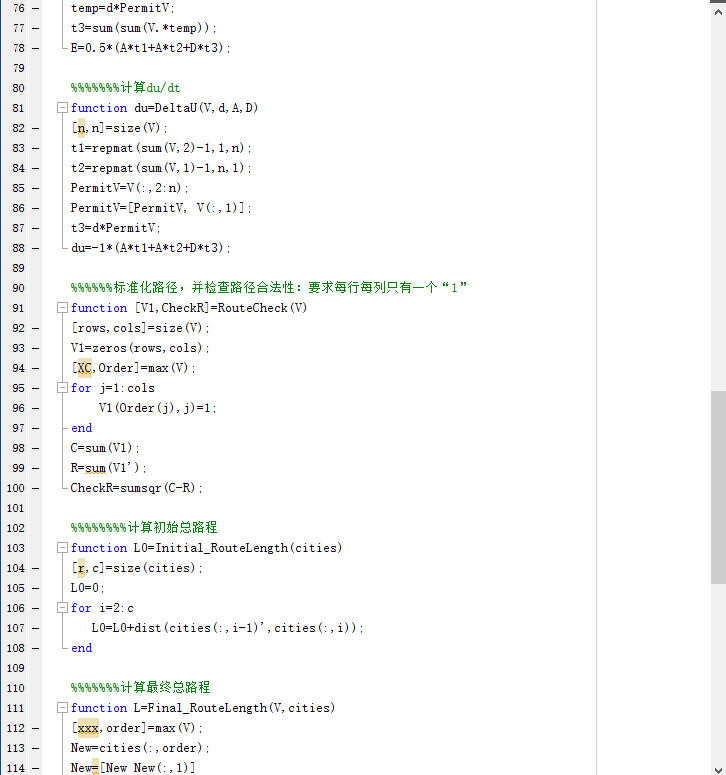 76 — temp=d*PermitV;
77 — t3=sum(sum(V.*temp));
78 — E=0.5*(A*t1+A*t2+D*t3);
79
80 %%%%%%%计算du/dt
81 function du=DeltaU(V,d,A,D)
82 — [n,n]=size(V);
83 — t1=repmat(sum(V,2)-1,1,n);
84 — t2=repmat(sum(V,1)-1,n,1);
85 — PermitV=V(:,2:n);
86 — PermitV=[PermitV, V(:,1)];
87 — t3=d*PermitV;
88 — du=-1*(A*t1+A*t2+D*t3);
89
90 %%%%%%标准化路径，并检查路径合法性：要求每行每列只有一个“1”
91 function [V1,CheckR]=RouteCheck(V)
92 — [rows,cols]=size(V);
93 — V1=zeros(rows,cols);
94 — [XC,Order]=max(V);
95 — for j=1:cols
96 — V1(Order(j),j)=1;
97 — end
98 — C=sum(V1);
99 — R=sum(V1');
100 — CheckR=sumsqr(C-R);
101
102 %%%%%%%%计算初始总路程
103 function L0=Initial_RouteLength(cities)
104 — [r,c]=size(cities);
105 — L0=0;
106 — for i=2:c
107 — L0=L0+dist(cities(:,i-1)',cities(:,i));
108 — end
109
110 %%%%%%%计算最终总路程
111 function L=Final_RouteLength(V,cities)
112 — [xxx,order]=max(V);
113 — New=cities(:,order);
114 — New=[New New(:,1)]